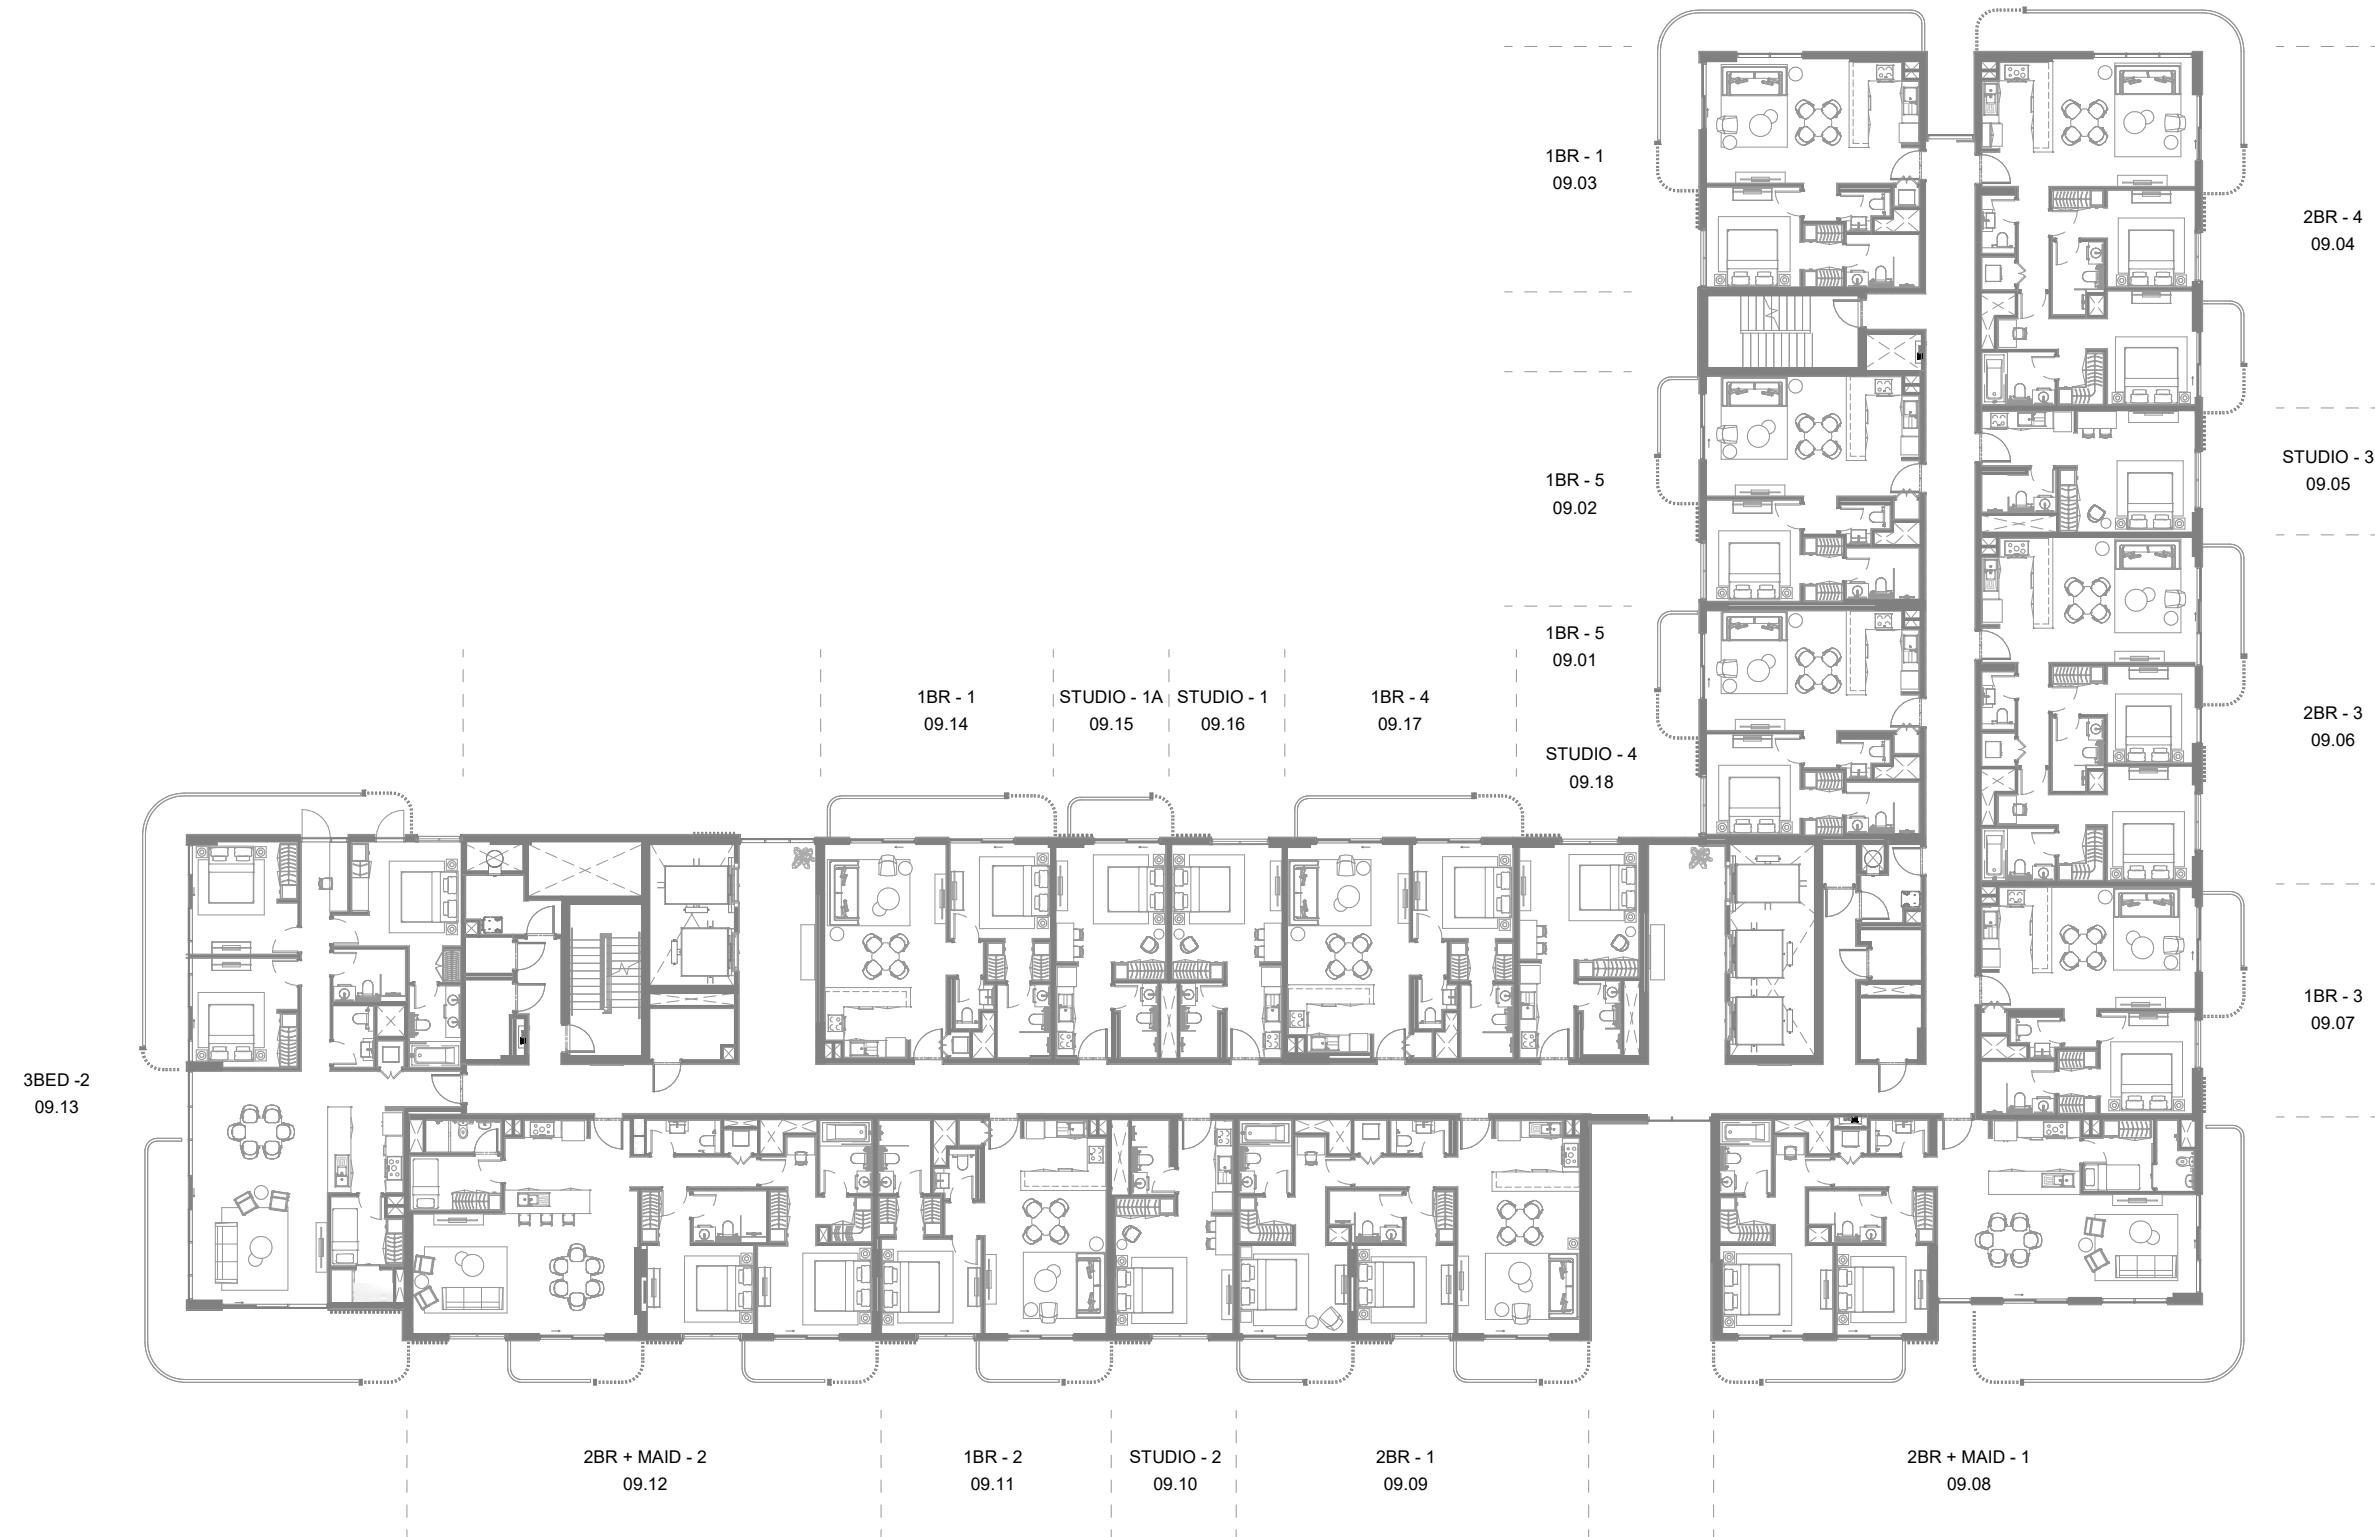 1BR - 1
09.03
2BR - 4
09.04
1BR - 5
09.02
STUDIO - 3
09.05
1BR - 5
09.01
2BR - 3
09.06
1BR - 1
09.14
STUDIO - 1A
09.15
STUDIO - 1
09.16
1BR - 4
09.17
STUDIO - 4
09.18
1BR - 3
09.07
3BED -2
09.13
2BR + MAID - 2
09.12
1BR - 2
09.11
STUDIO - 2
09.10
2BR - 1
09.09
2BR + MAID - 1
09.08